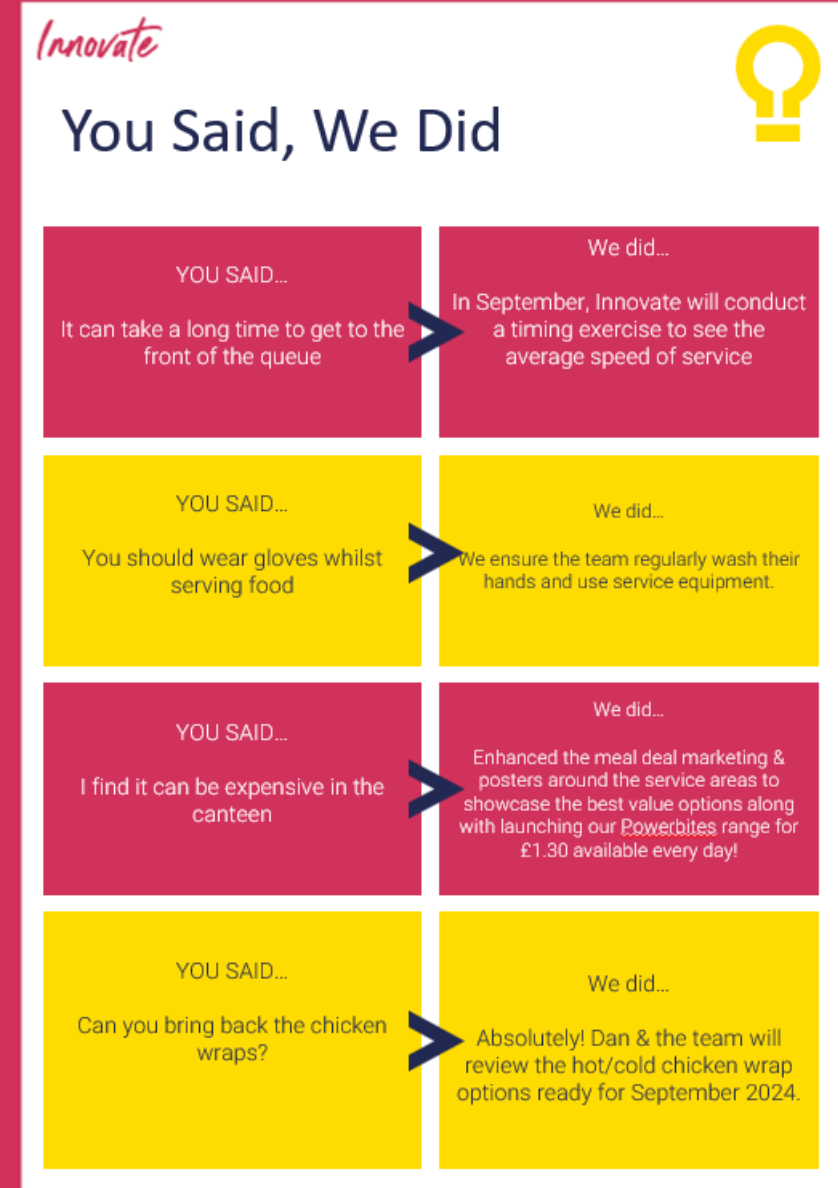 Innovate
You Said, We Did
YOU SAID...
It can take a long time to get to the
front of the queue
We did...
In September, Innovate will conduct
a timing exercise to see the
average speed of service
YOU SAID...
You should wear gloves whilst
serving food
We did...
We ensure the team regularly wash their
hands and use service equipment.
YOU SAID...
I find it can be expensive in the
canteen
We did...
Enhanced the meal deal marketing &
posters around the service areas to
showcase the best value options along
with launching our Powerbites range for
£1.30 available every day!
YOU SAID...
Can you bring back the chicken
wraps?
We did...
Absolutely! Dan & the team will
review the hot/cold chicken wrap
options ready for September 2024.